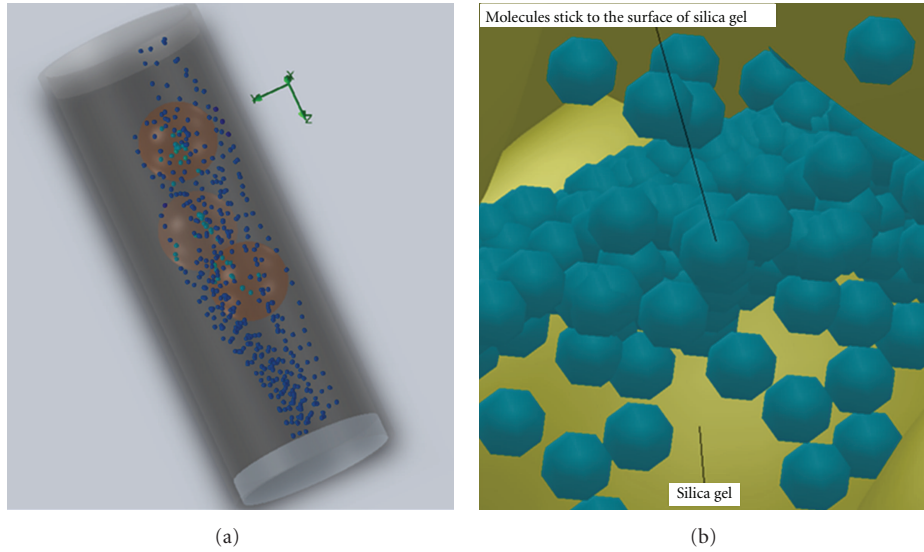 Molecules stick to the surface of silica gel
Y
X
Z
Silica gel
(a)
(b)